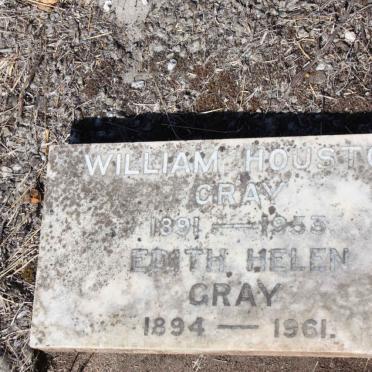 WILLIAM HOUSTO
GRAY
1891 — 1953
EDITH HELEN
GRAY
1894 — 1961.